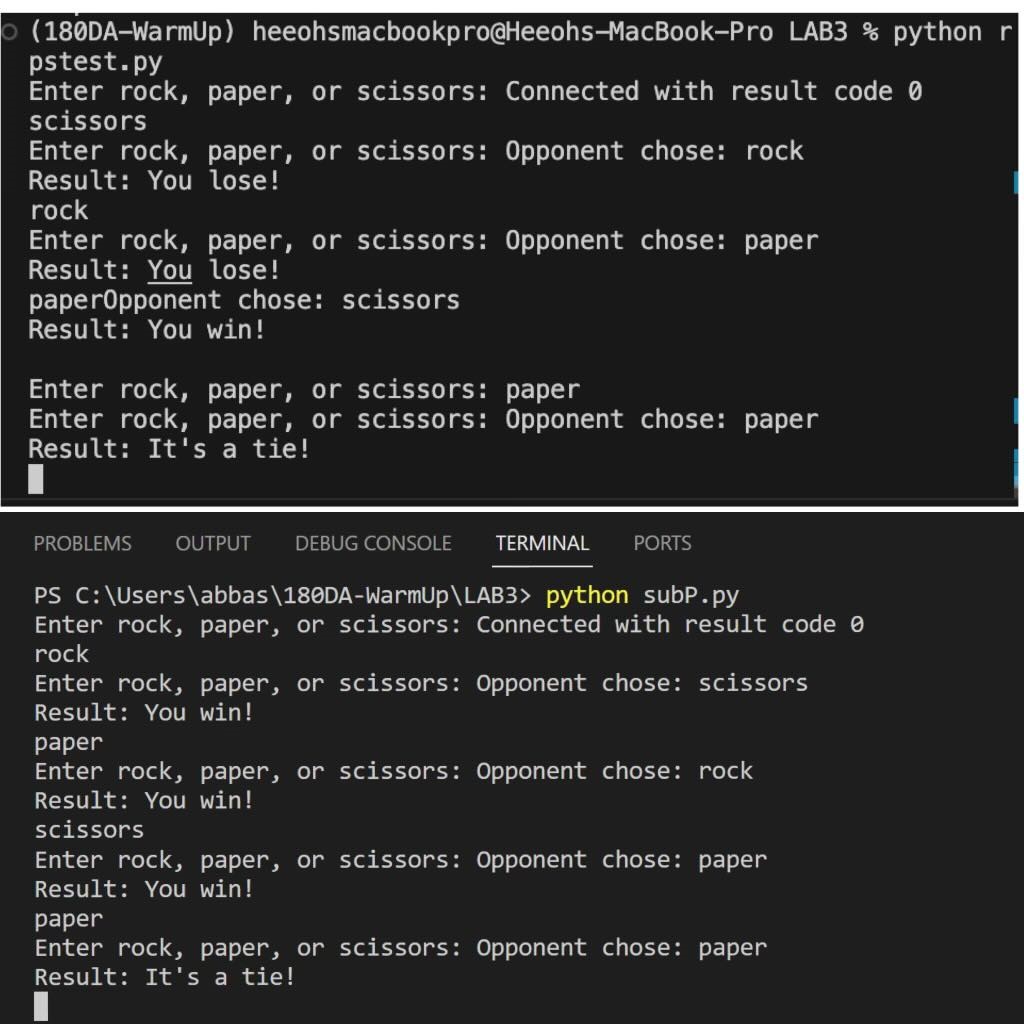 (180DA-WarmUp) heeohsmacbookpro@Heeohs-MacBook-Pro LAB3 % python r
pstest.py
Enter rock, paper, or scissors: Connected with result code 0
scissors
Enter rock, paper, or scissors: Opponent chose: rock
Result: You lose!
rock
Enter rock, paper, or scissors: Opponent chose: paper
Result: You lose!
paperOpponent chose: scissors
Result: You win!
Enter rock, paper, or scissors: paper
Enter rock, paper, or scissors: Opponent chose: paper
Result: It's a tie!
PROBLEMS OUTPUT DEBUG CONSOLE TERMINAL PORTS
PS C:\Users\abbas\180DA-WarmUp\LAB3> python subP.py
Enter rock, paper, or scissors: Connected with result code 0
rock
Enter rock, paper, or scissors: Opponent chose: scissors
Result: You win!
paper
Enter rock, paper, or scissors: Opponent chose: rock
Result: You win!
scissors
Enter rock, paper, or scissors: Opponent chose: paper
Result: You win!
paper
Enter rock, paper, or scissors: Opponent chose: paper
Result: It's a tie!